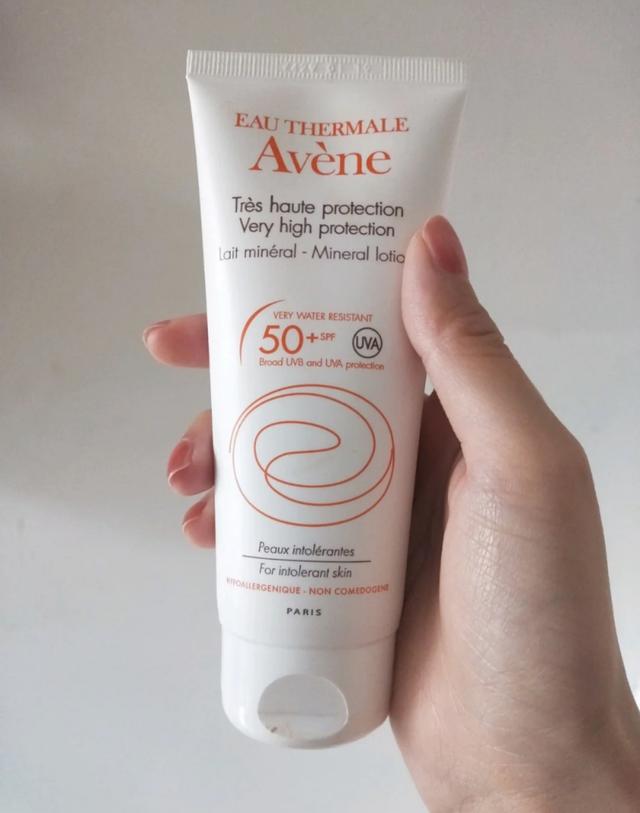 EAU THERMALE
Avène
Très haute protection
Very high protection
Lait minéral - Mineral lotio
VERY WATER RESISTANT
50+ SPF UVA
Broad UVB and UVA protection
Peaux intolérantes
For intolerant skin
HYPOALLERGENIQUE - NON COMEDOGENE
PARIS